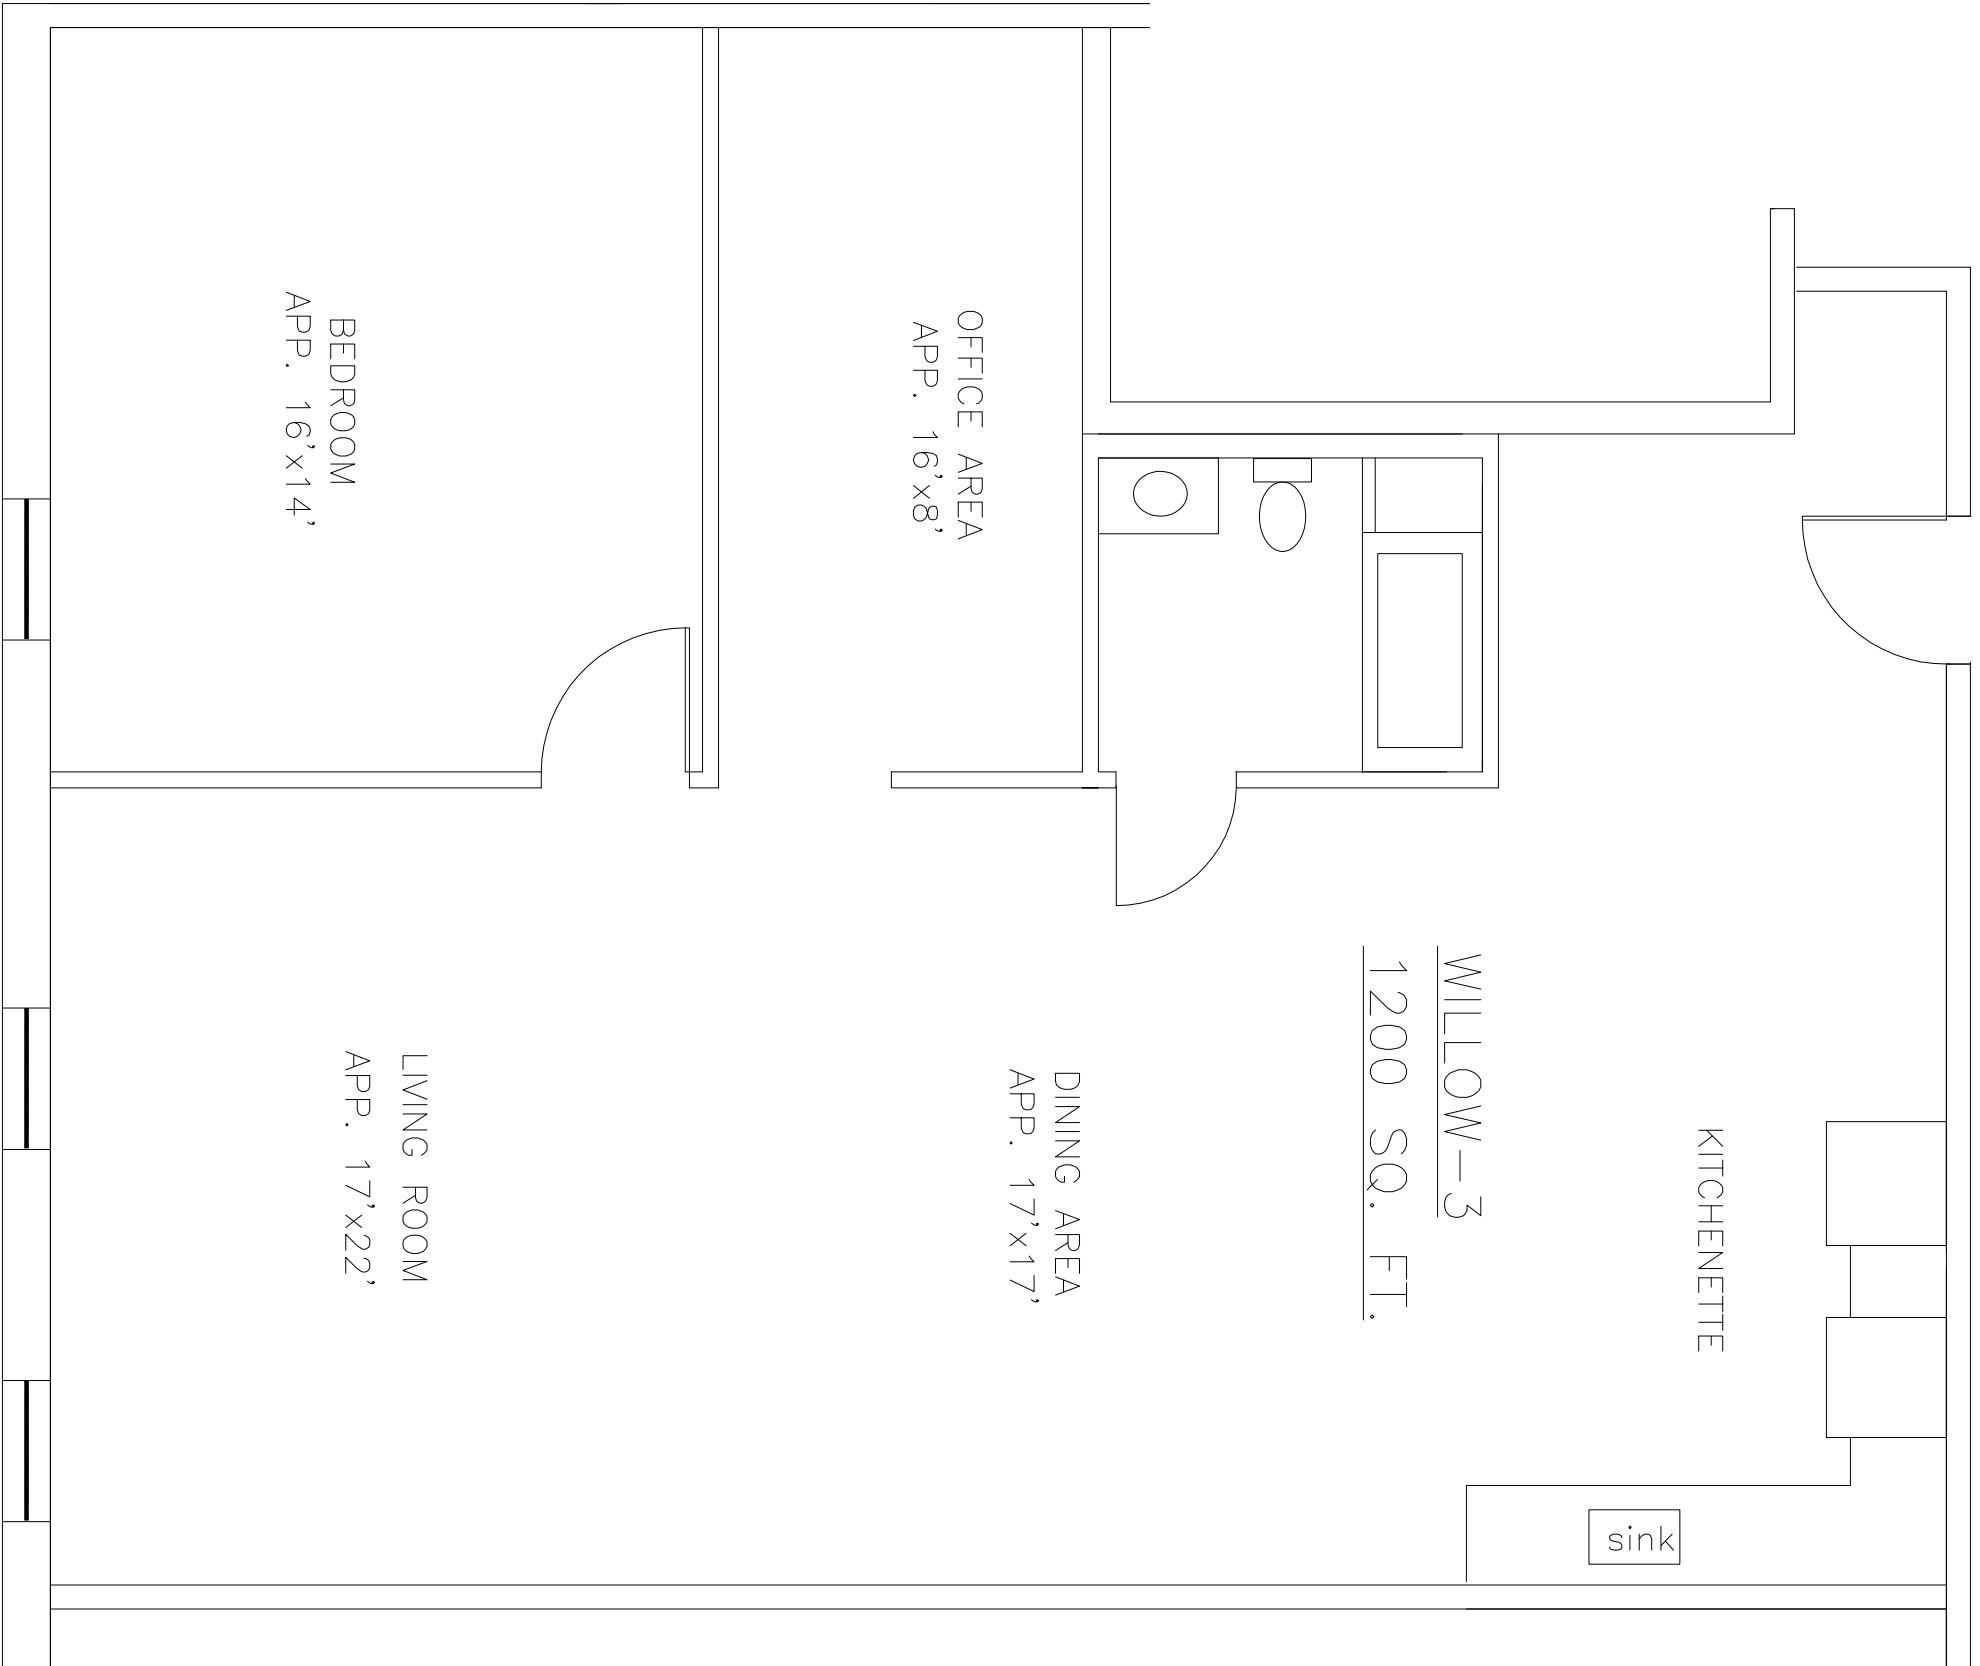 BEDROOM
APP. 16'x14'
OFFICE AREA
APP. 16'x8'
WILLOW-3
1200 SQ. FT.
KITCHENETTE
DINING AREA
APP. 17'x17'
LIVING ROOM
APP. 17'x22'
sink